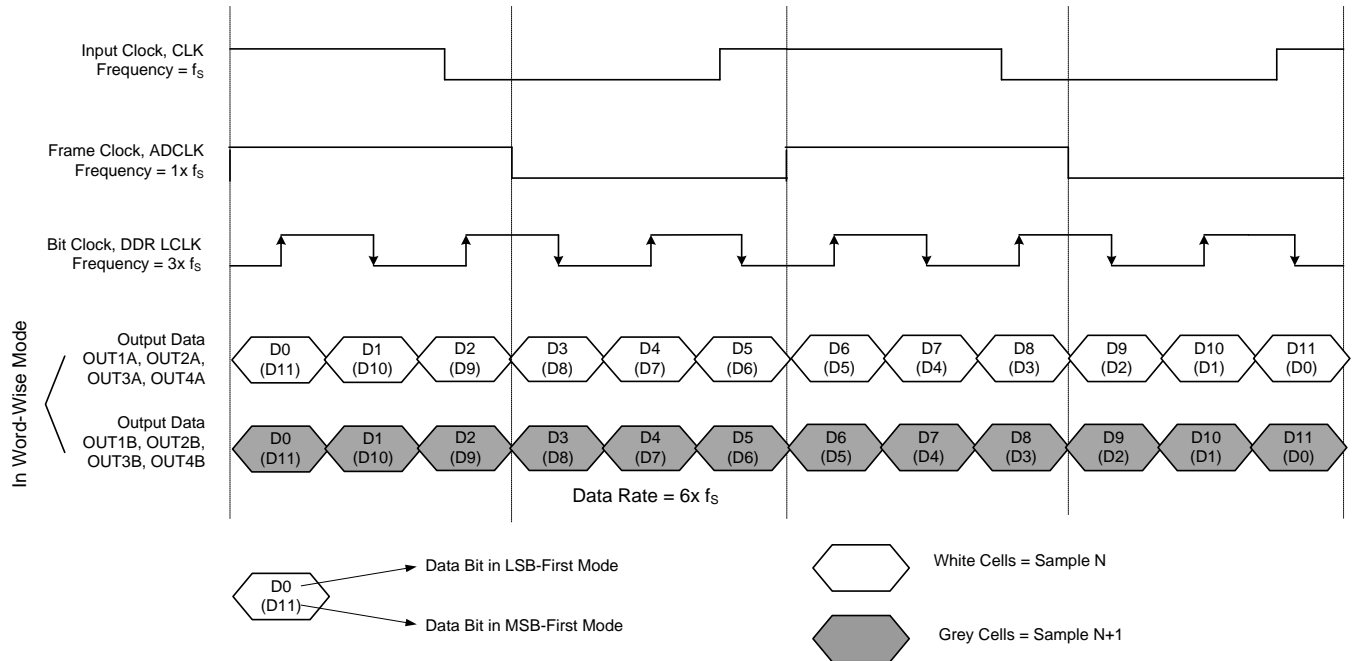 Input Clock, CLK
Frequency = fS
Frame Clock, ADCLK
Frequency = 1x fS
Bit Clock, DDR LCLK
Frequency = 3x fS
In Word-Wise Mode
Output Data
OUT1A, OUT2A,
OUT3A, OUT4A
D0 D1 D2 D3 D4 D5 D6 D7 D8 D9 D10 D11
(D11) (D10) (D9) (D8) (D7) (D6) (D5) (D4) (D3) (D2) (D1) (D0)
Output Data
OUT1B, OUT2B,
OUT3B, OUT4B
D0 D1 D2 D3 D4 D5 D6 D7 D8 D9 D10 D11
(D11) (D10) (D9) (D8) (D7) (D6) (D5) (D4) (D3) (D2) (D1) (D0)
Data Rate = 6x fS
D0
(D11)
Data Bit in LSB-First Mode
Data Bit in MSB-First Mode
White Cells = Sample N
Grey Cells = Sample N+1